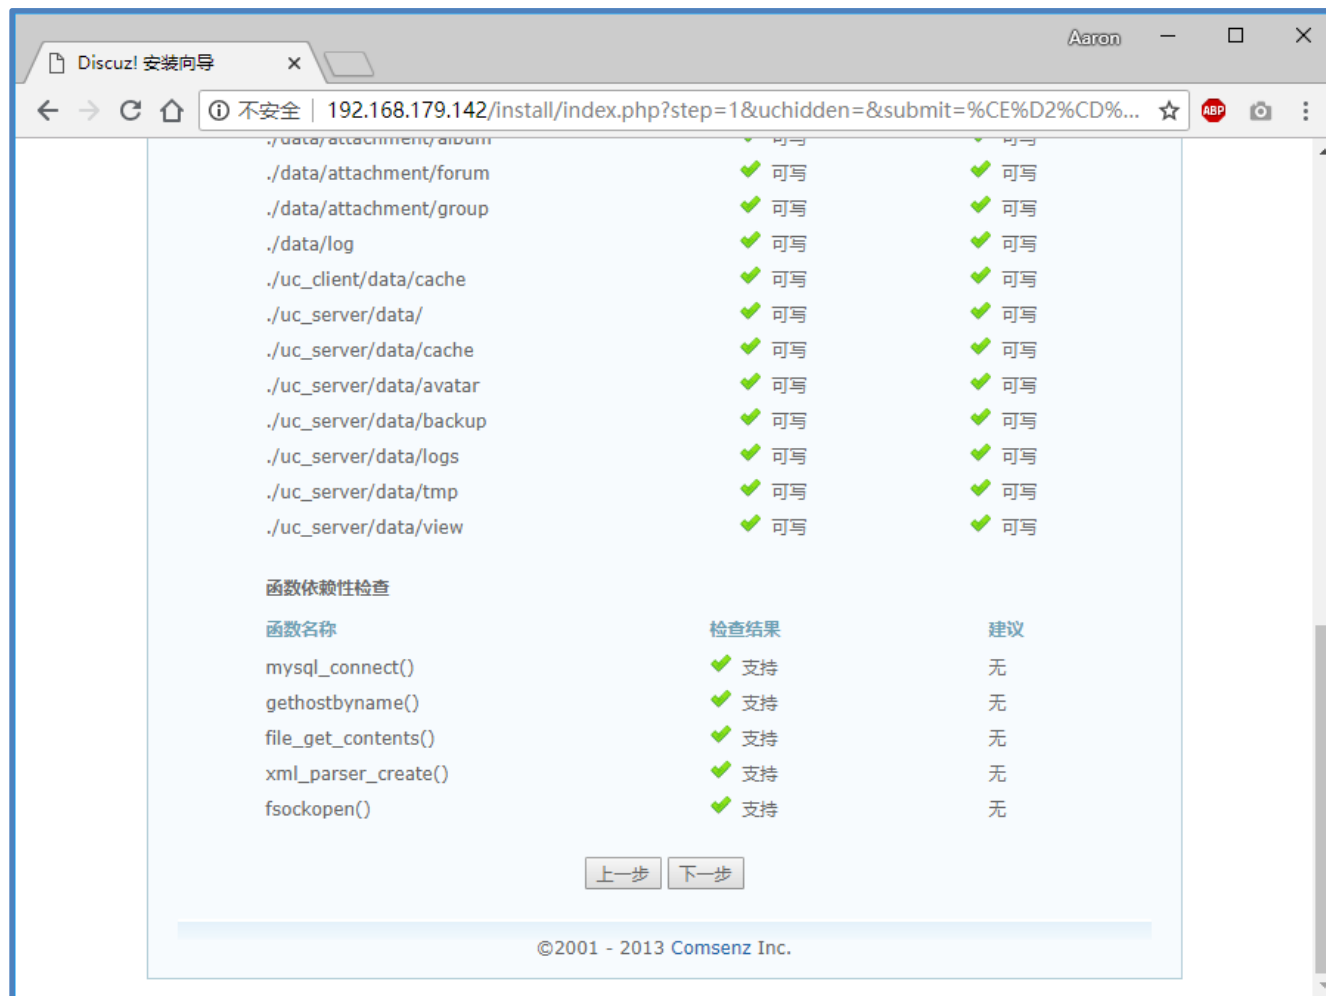 Aaron
Discuz! 安装向导
不安全 | 192.168.179.142/install/index.php?step=1&uchidden=&submit=%CE%D2%CD%...
ABP
./data/attachment/album 可写 可写
./data/attachment/forum 可写 可写
./data/attachment/group 可写 可写
./data/log 可写 可写
./uc_client/data/cache 可写 可写
./uc_server/data/ 可写 可写
./uc_server/data/cache 可写 可写
./uc_server/data/avatar 可写 可写
./uc_server/data/backup 可写 可写
./uc_server/data/logs 可写 可写
./uc_server/data/tmp 可写 可写
./uc_server/data/view 可写 可写
函数依赖性检查
函数名称 检查结果 建议
mysql_connect() 支持 无
gethostbyname() 支持 无
file_get_contents() 支持 无
xml_parser_create() 支持 无
fsockopen() 支持 无
上一步 下一步
©2001 - 2013 Comsenz Inc.